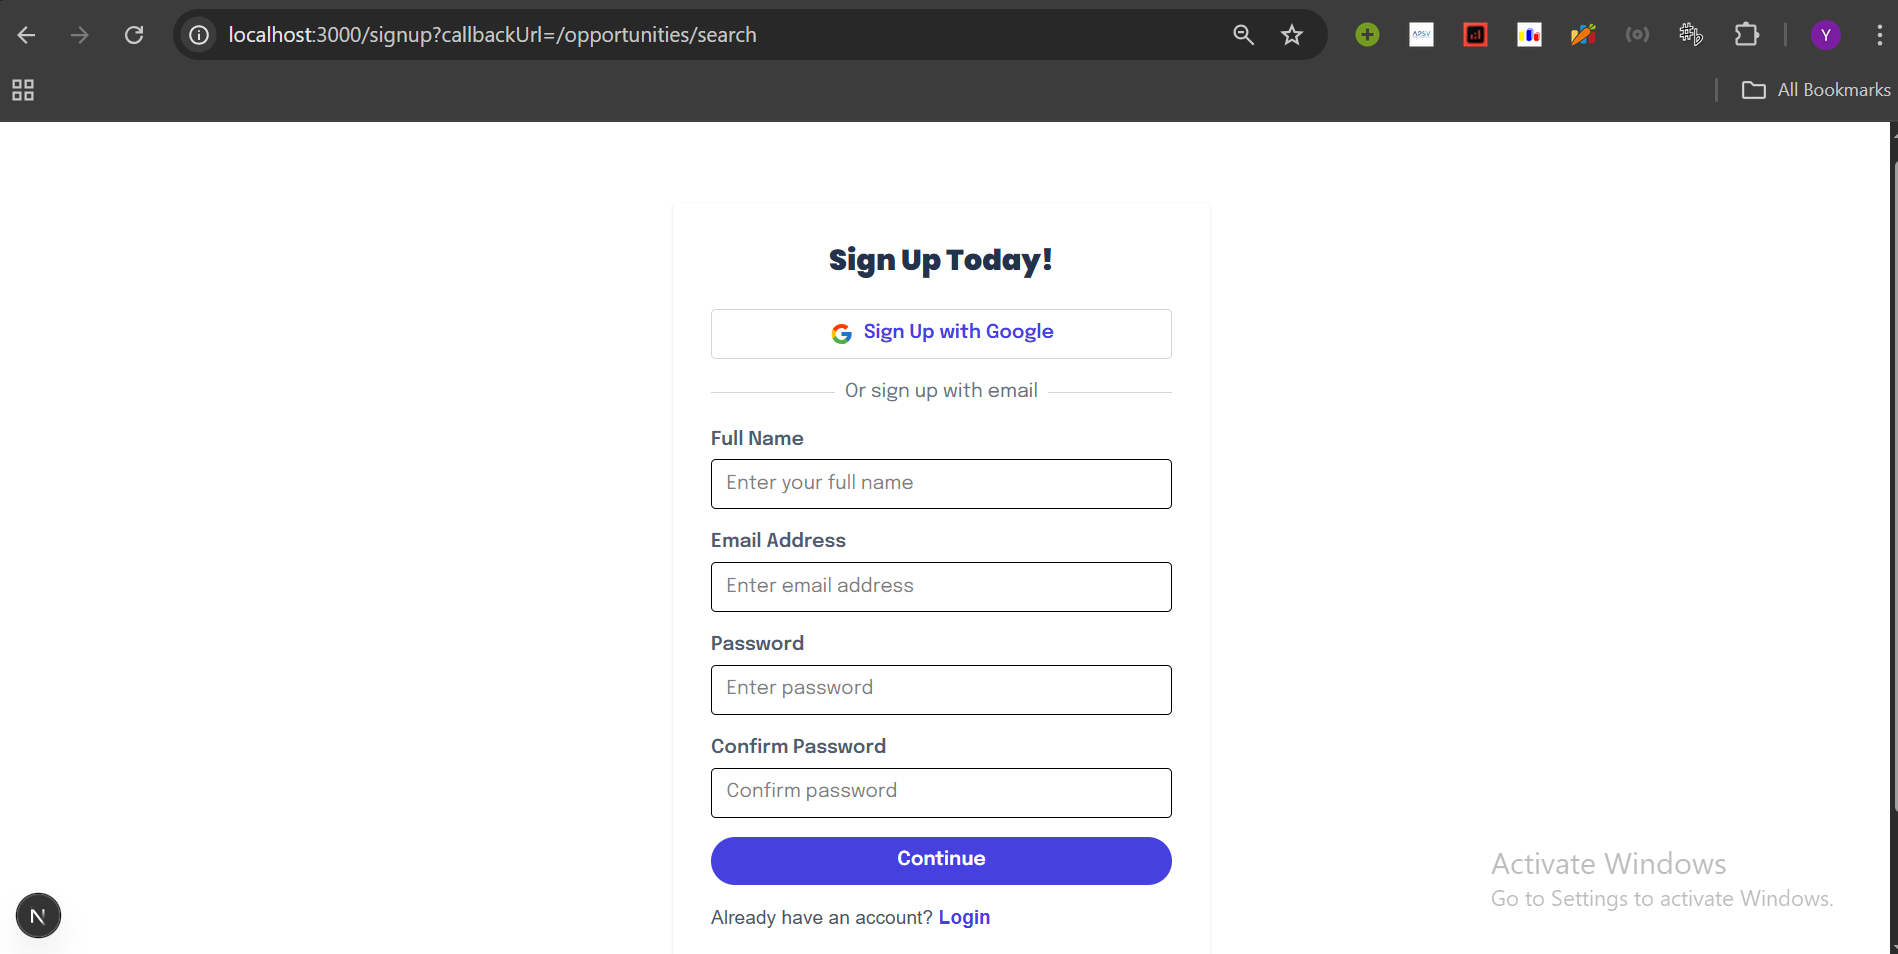 localhost:3000/signup?callbackUrl=/opportunities/search
Y
All Bookmarks
Sign Up Today!
Sign Up with Google
Or sign up with email
Full Name
Enter your full name
Email Address
Enter email address
Password
Enter password
Confirm Password
Confirm password
Continue
Already have an account? Login
N
Activate Windows
Go to Settings to activate Windows.